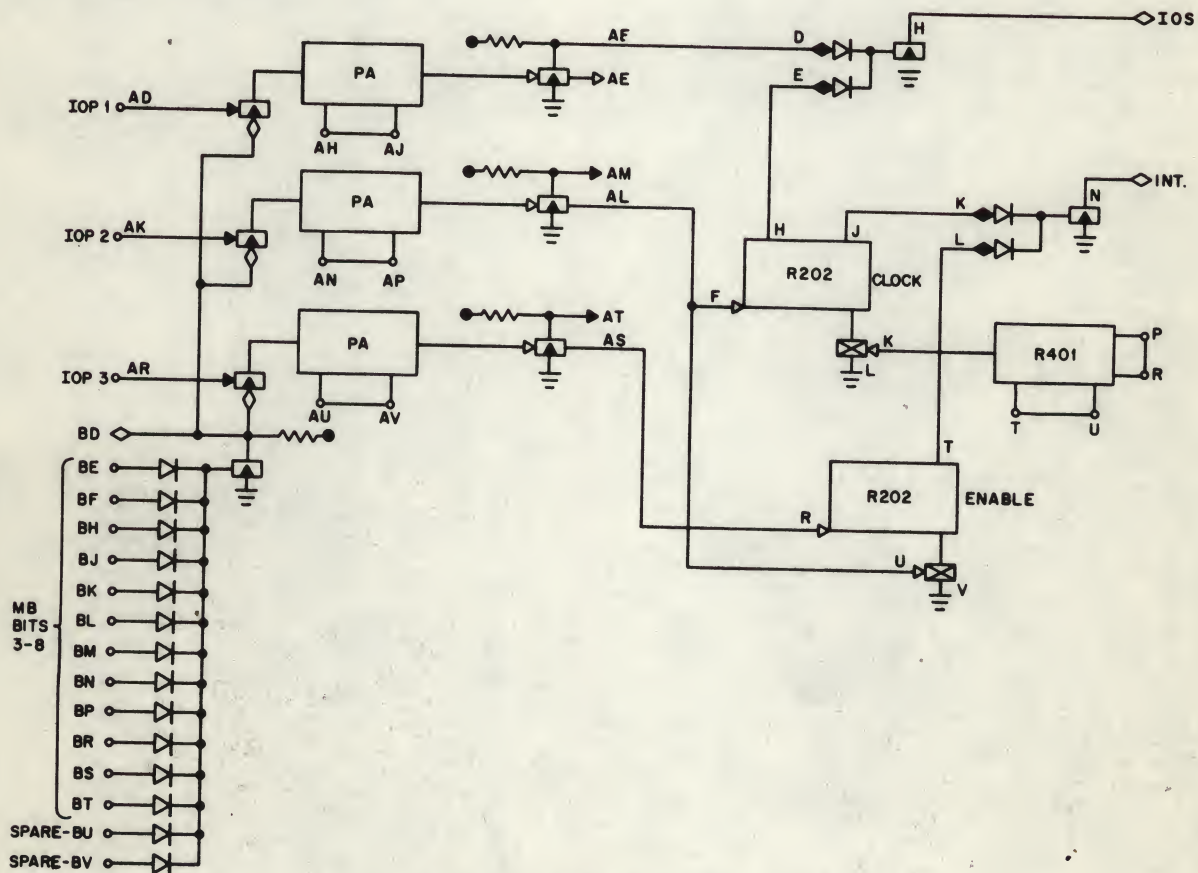 H
IOS
AF
D
PA
AE
E
IOP 1
AD
AH
AJ
AM
INT.
N
PA
AL
K
IOP 2
AK
H
J
L
AN
AP
R202
CLOCK
F
AT
PA
AS
K
R401
P
L
R
IOP 3
AR
AU
AV
T
U
BD
T
BE
R202
ENABLE
BF
R
BH
BJ
U
BK
V
MB
BITS
3-8
BL
BM
BN
BP
BR
BS
BT
SPARE-BU
SPARE-BV